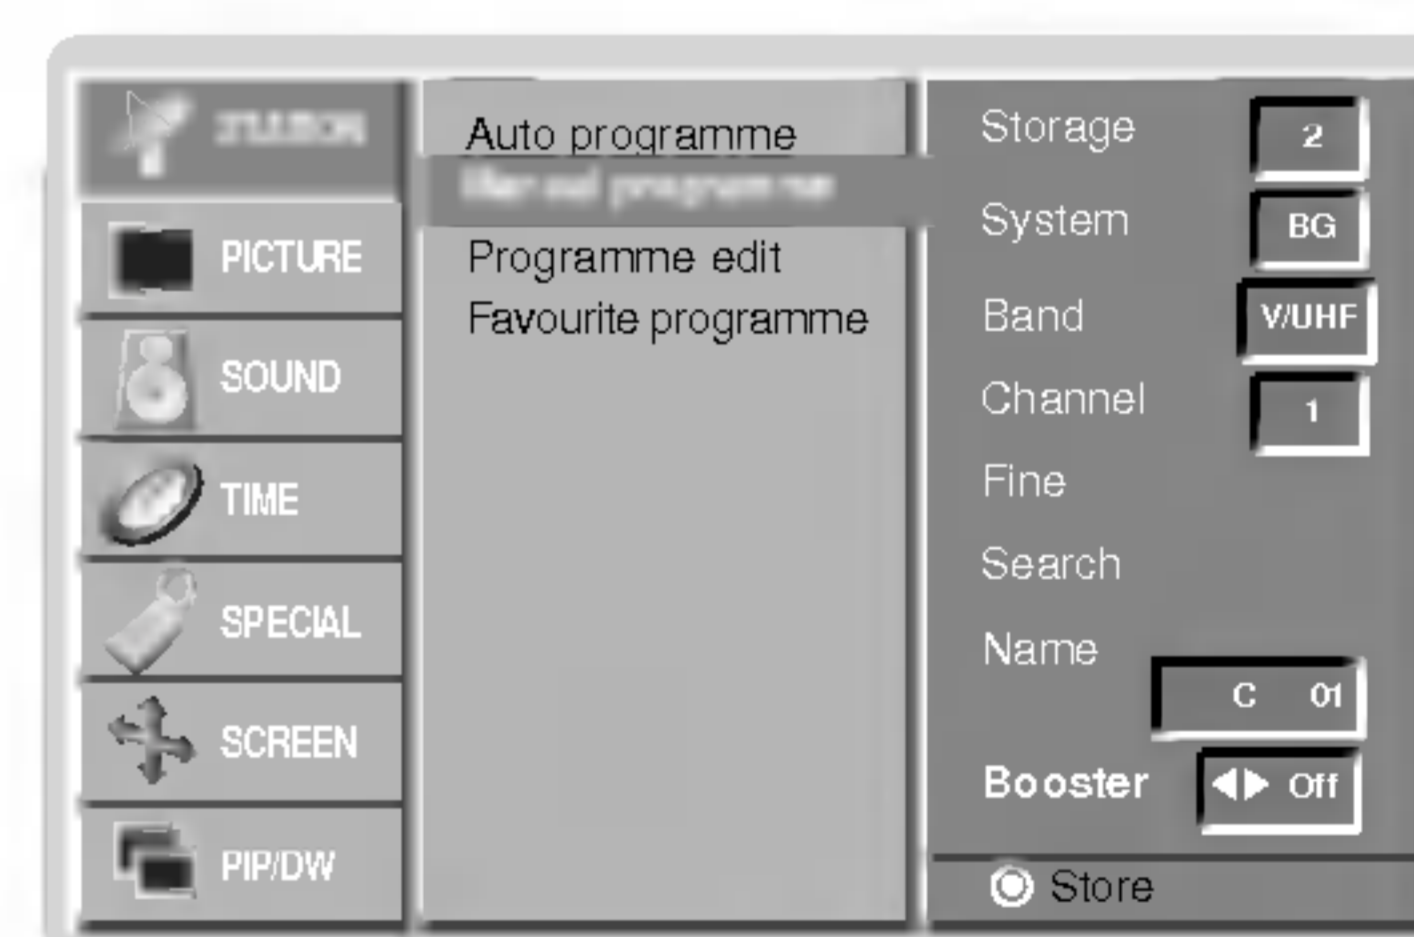 PICTURE
SOUND
TIME
SPECIAL
SCREEN
PIP/DW
Auto programme
programme
Programme edit
Favourite programme
Storage 2
System BG
Band V/UHF
Channel 1
Fine
Search
Name
C 01
Booster ◀▶ Off
Store